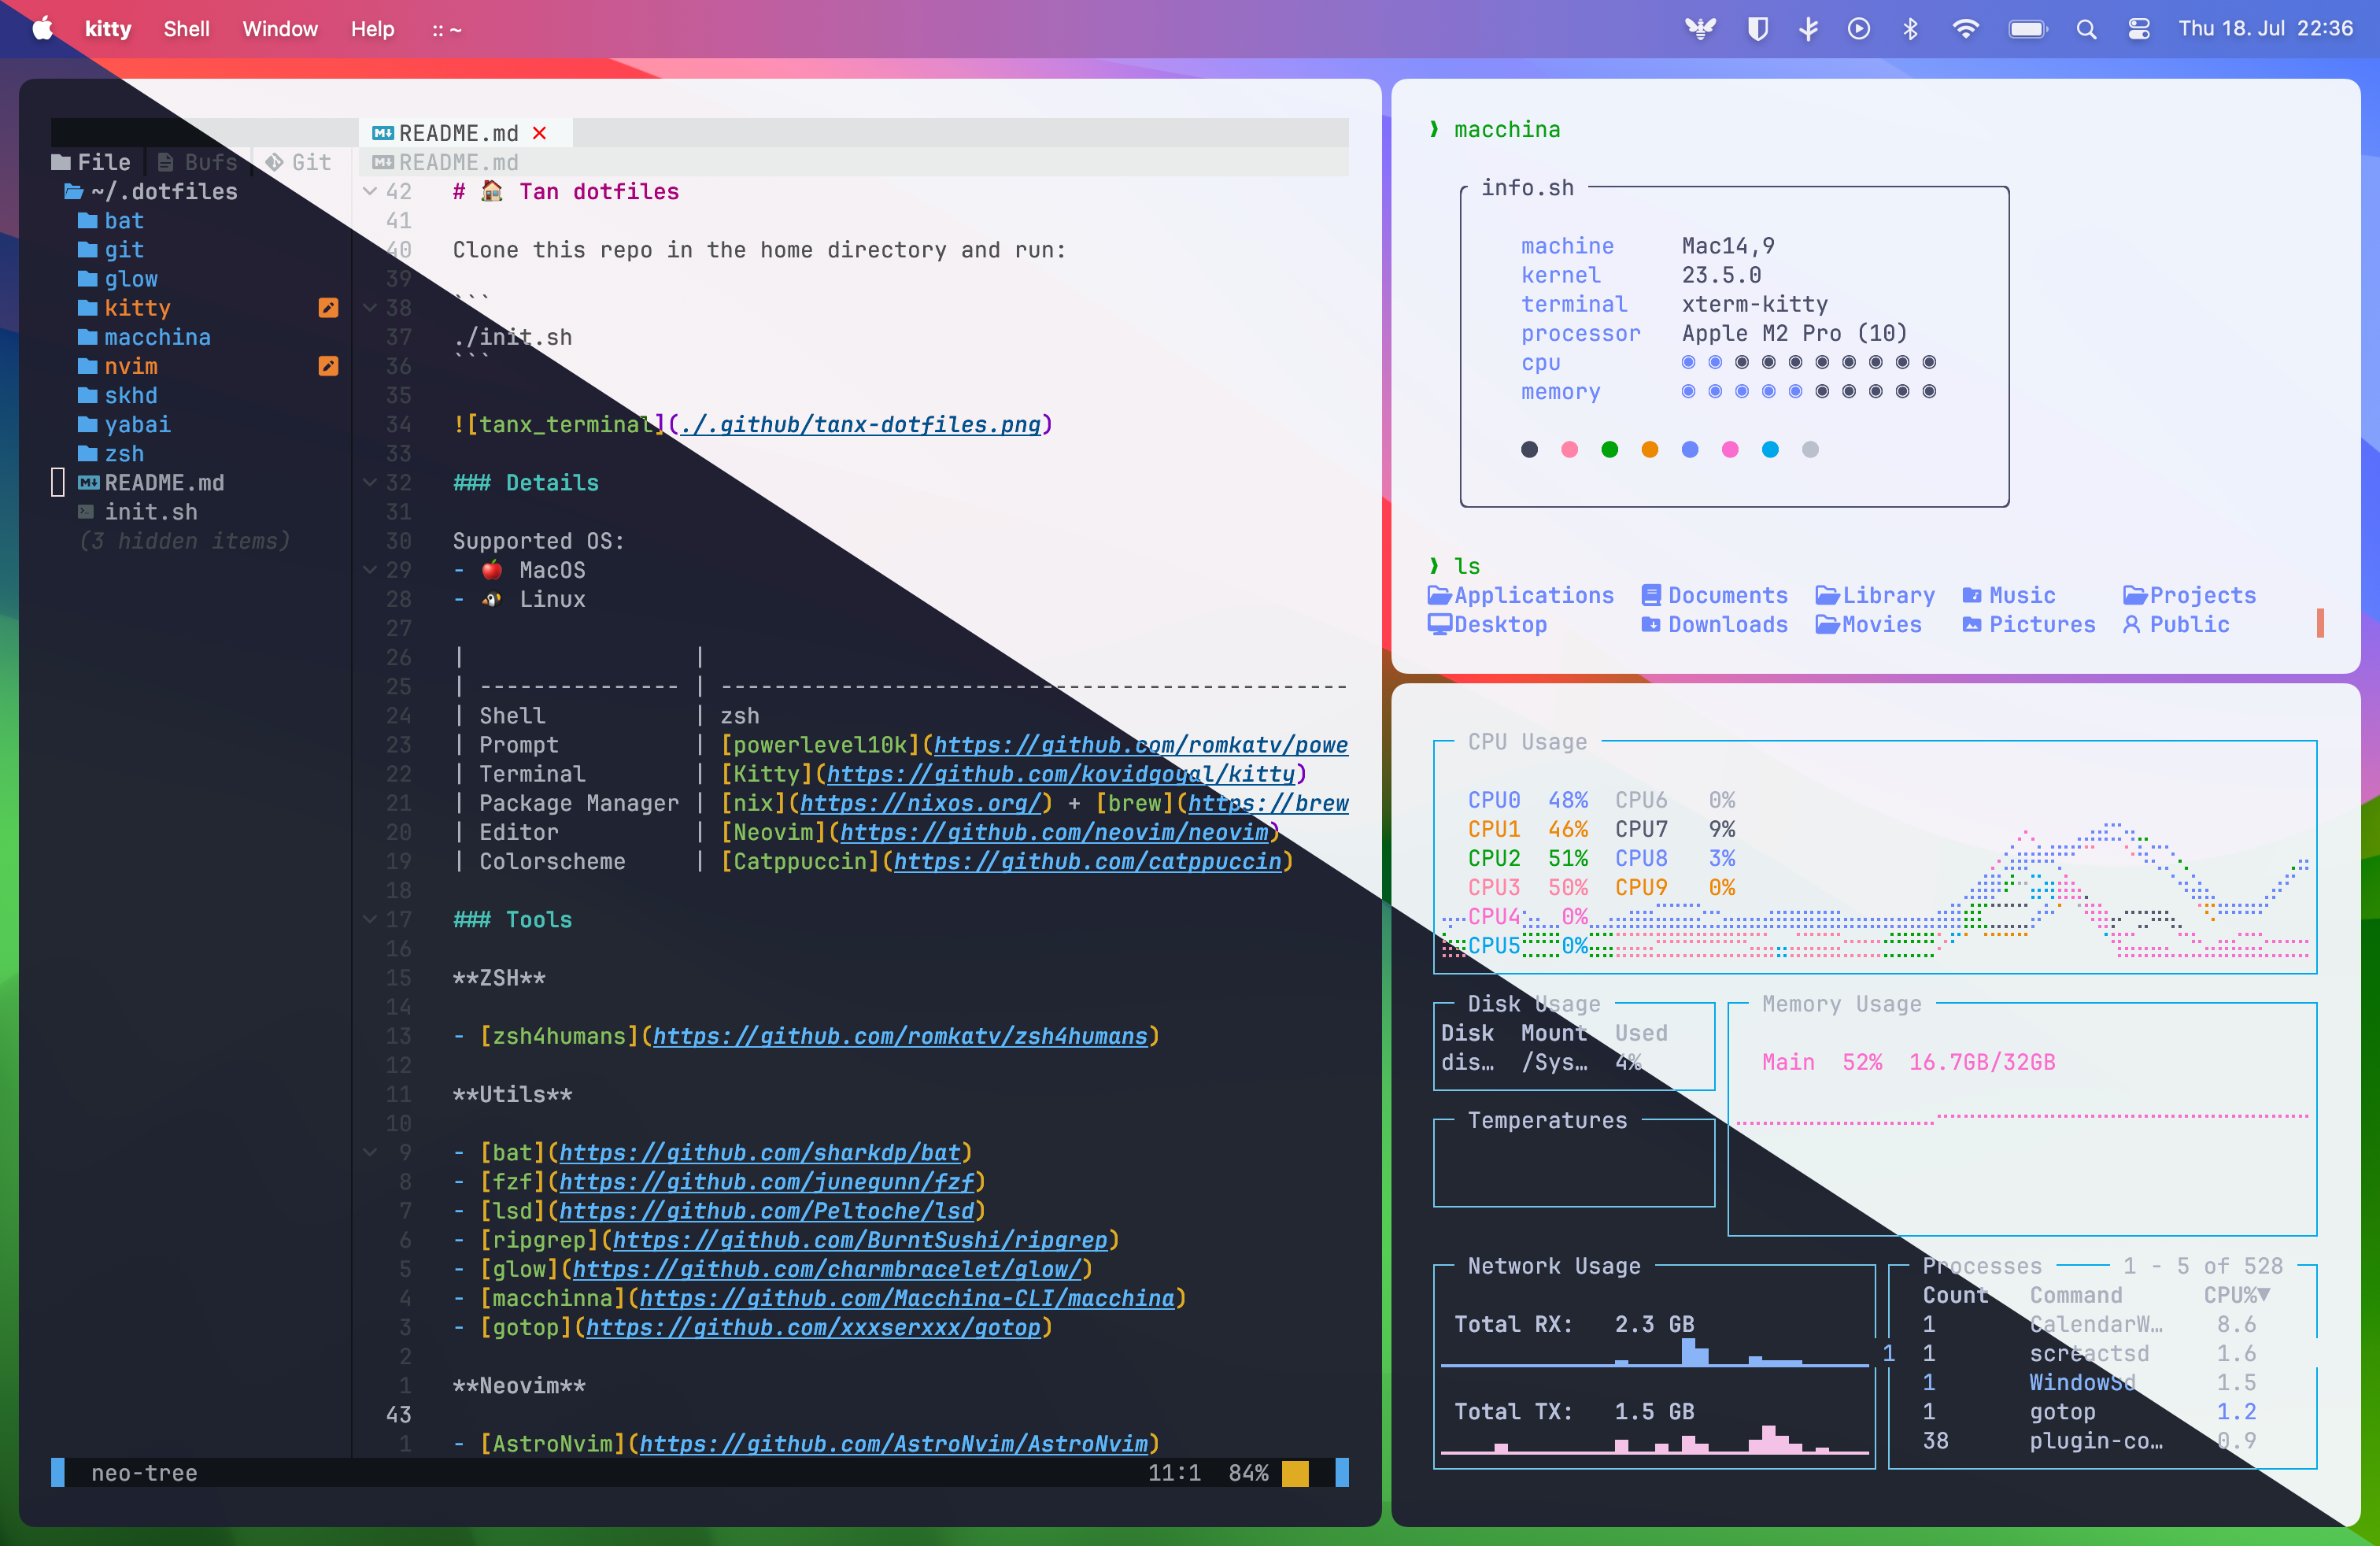 kitty Shell Window Help :: ~ Thu 18. Jul 22:36
README.md
File Bufs Git README.md
~/.dotfiles
bat
git
glow
kitty
macchina
nvim
skhd
yabai
zsh
README.md
init.sh
(3 hidden items)
42 # 🏠 Tan dotfiles
41
40 Clone this repo in the home directory and run:
39
38 ```
37 ./init.sh
36 ```
35
34 ![tanx_terminal](./.github/tanx-dotfiles.png)
33
32 ### Details
31
30 Supported OS:
29 - 🍎 MacOS
28 - 🐧 Linux
27
26 | |
25 | --------------- | -----------------------------------------------
24 | Shell | zsh
23 | Prompt | [powerlevel10k](https://github.com/romkatv/powe
22 | Terminal | [Kitty](https://github.com/kovidgoyal/kitty)
21 | Package Manager | [nix](https://nixos.org/) + [brew](https://brew
20 | Editor | [Neovim](https://github.com/neovim/neovim)
19 | Colorscheme | [Catppuccin](https://github.com/catppuccin)
18
17 ### Tools
16
15 **ZSH**
14
13 - [zsh4humans](https://github.com/romkatv/zsh4humans)
12
11 **Utils**
10
9 - [bat](https://github.com/sharkdp/bat)
8 - [fzf](https://github.com/junegunn/fzf)
7 - [lsd](https://github.com/Peltoche/lsd)
6 - [ripgrep](https://github.com/BurntSushi/ripgrep)
5 - [glow](https://github.com/charmbracelet/glow/)
4 - [macchinna](https://github.com/Macchina-CLI/macchina)
3 - [gotop](https://github.com/xxxserxxx/gotop)
2
1 **Neovim**
43
1 - [AstroNvim](https://github.com/AstroNvim/AstroNvim)
neo-tree 11:1 84%
❯ macchina
info.sh
machine Mac14,9
kernel 23.5.0
terminal xterm-kitty
processor Apple M2 Pro (10)
cpu
memory
❯ ls
Applications Documents Library Music Projects
Desktop Downloads Movies Pictures Public
CPU Usage
CPU0 48% CPU6 0%
CPU1 46% CPU7 9%
CPU2 51% CPU8 3%
CPU3 50% CPU9 0%
CPU4 0%
CPU5 0%
Disk Usage
Disk Mount Used
dis… /Sys… 4%
Memory Usage
Main 52% 16.7GB/32GB
Temperatures
Network Usage
Total RX: 2.3 GB
Total TX: 1.5 GB
Processes 1 - 5 of 528
Count Command CPU%▼
1 CalendarW… 8.6
1 1 screactsd 1.6
1 WindowSd 1.5
1 gotop 1.2
38 plugin-co… 0.9